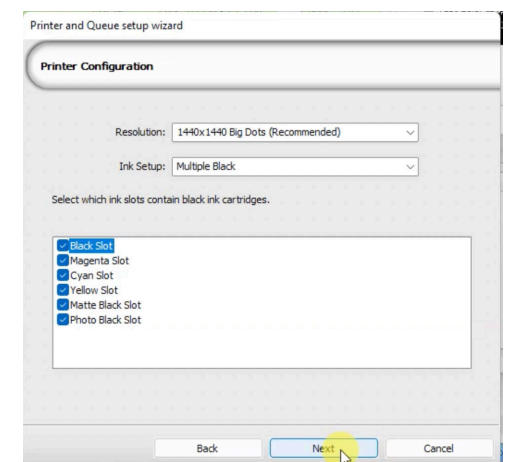 Printer and Queue setup wizard
Printer Configuration
Resolution: 1440x1440 Big Dots (Recommended)
Ink Setup: Multiple Black
Select which ink slots contain black ink cartridges.
Black Slot
Magenta Slot
Cyan Slot
Yellow Slot
Matte Black Slot
Photo Black Slot
Back Next Cancel